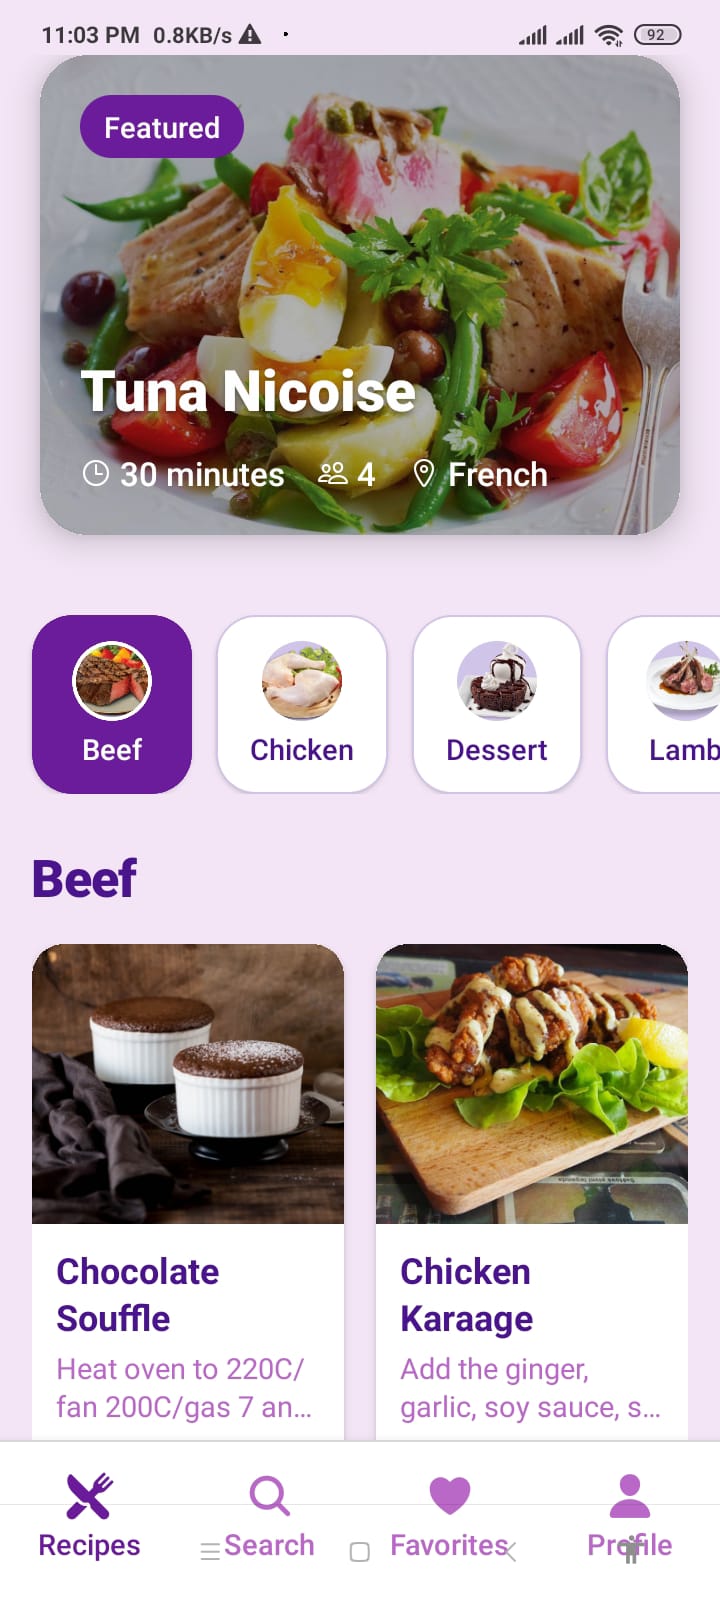 11:03 PM 0.8KB/s
92
Featured
Tuna Nicoise
30 minutes 4 French
Beef Chicken Dessert Lamb
Beef
Chocolate
Souffle
Heat oven to 220C/
fan 200C/gas 7 an...
Chicken
Karaage
Add the ginger,
garlic, soy sauce, s...
Recipes Search Favorites Profile